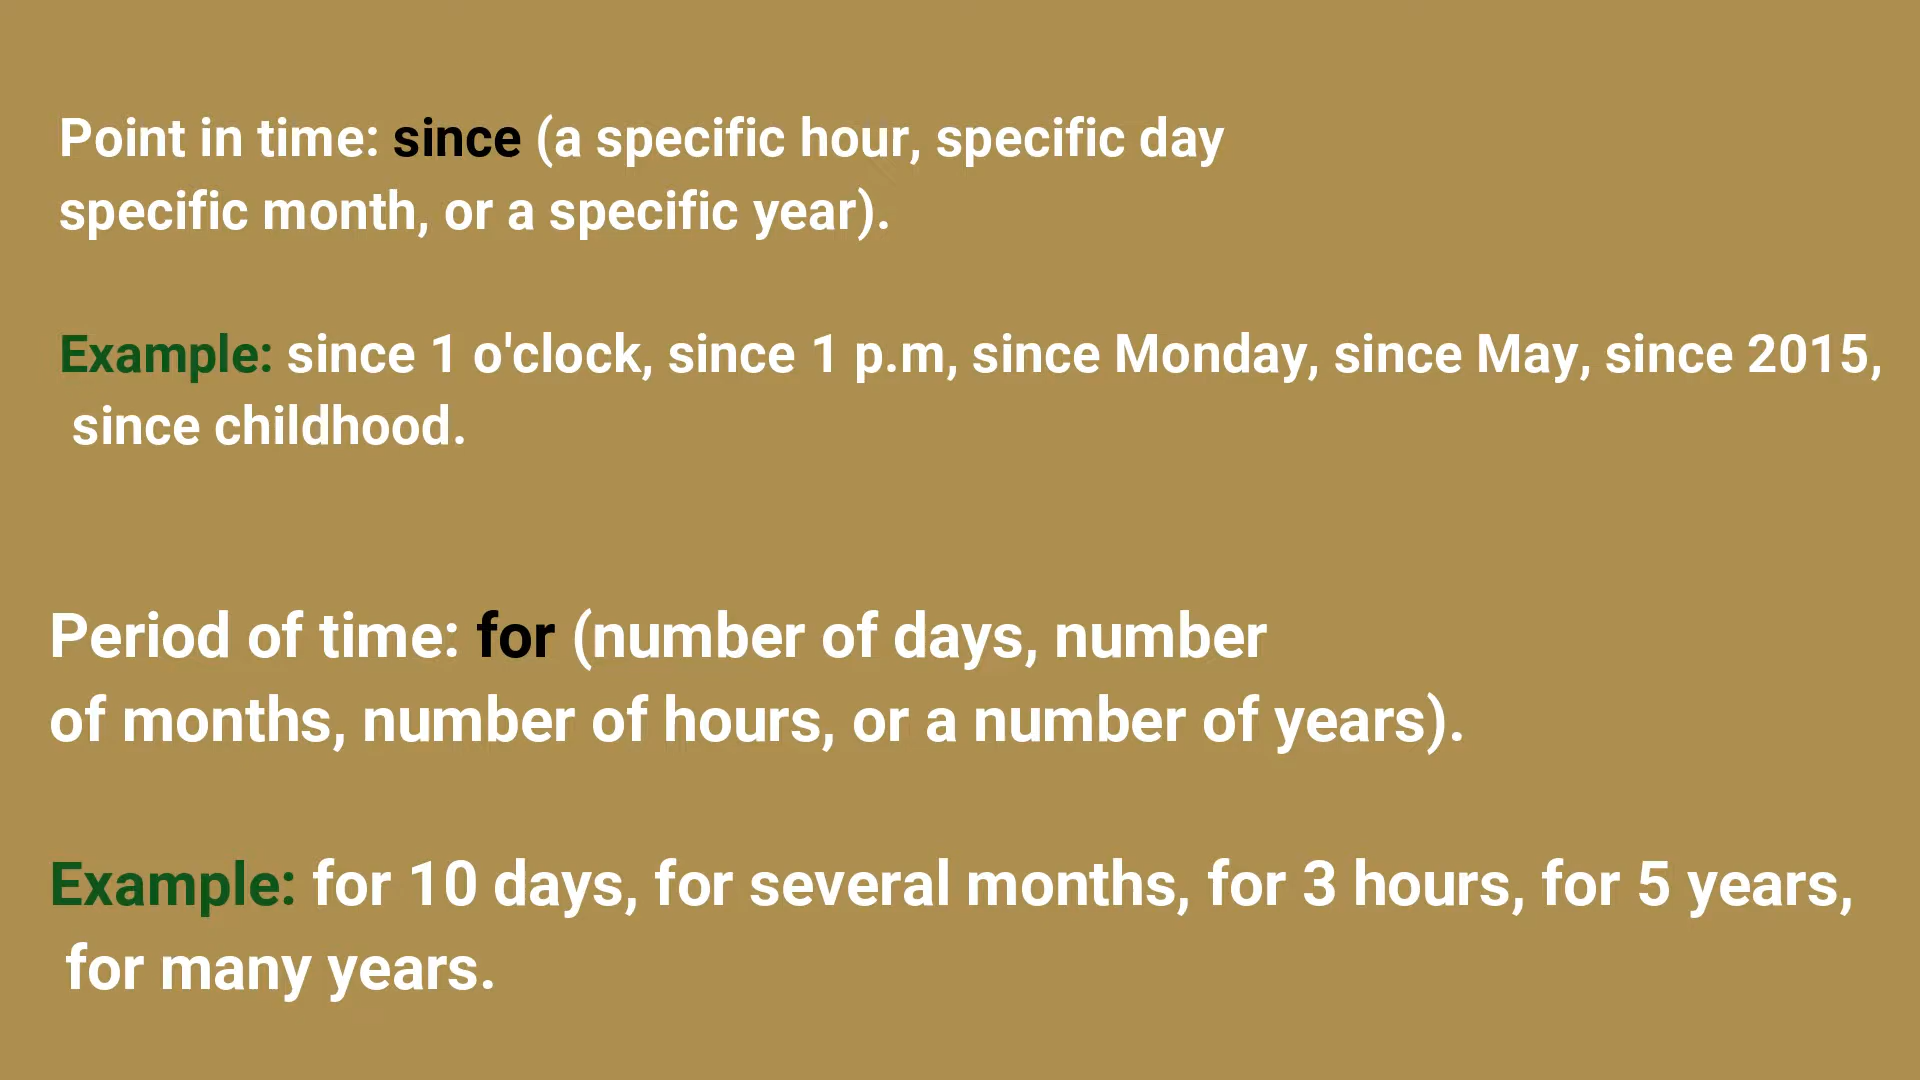 Point in time: since (a specific hour, specific day
specific month, or a specific year).
Example: since 1 o'clock, since 1 p.m, since Monday, since May, since 2015,
since childhood.
Period of time: for (number of days, number
of months, number of hours, or a number of years).
Example: for 10 days, for several months, for 3 hours, for 5 years,
for many years.